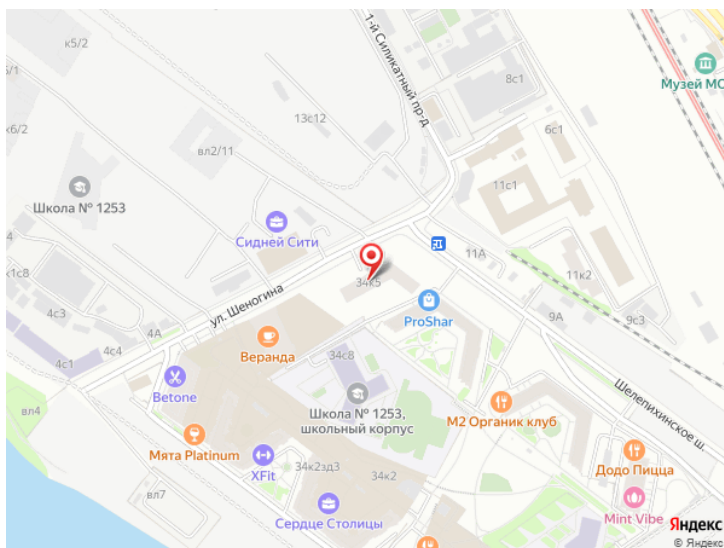 к5/2
1-й Силикатный пр-д
8с1
Музей МО
6/1
13с12
6с1
к6/2
вл2/11
11с1
Школа № 1253
Сидней Сити
11А
11к2
к1с8
34к5
ул. Шеногина
ProShar
4с3
4А
9А
9с3
Веранда
4с4
34с8
4с1
Шелепихинское ш.
Betone
Школа № 1253,
школьный корпус
М2 Органик клуб
вл4
Мята Platinum
XFit
34к2зд3
34к2
Додо Пицца
вл7
Mint Vibe
Сердце Столицы
Яндекс
© Яндекс